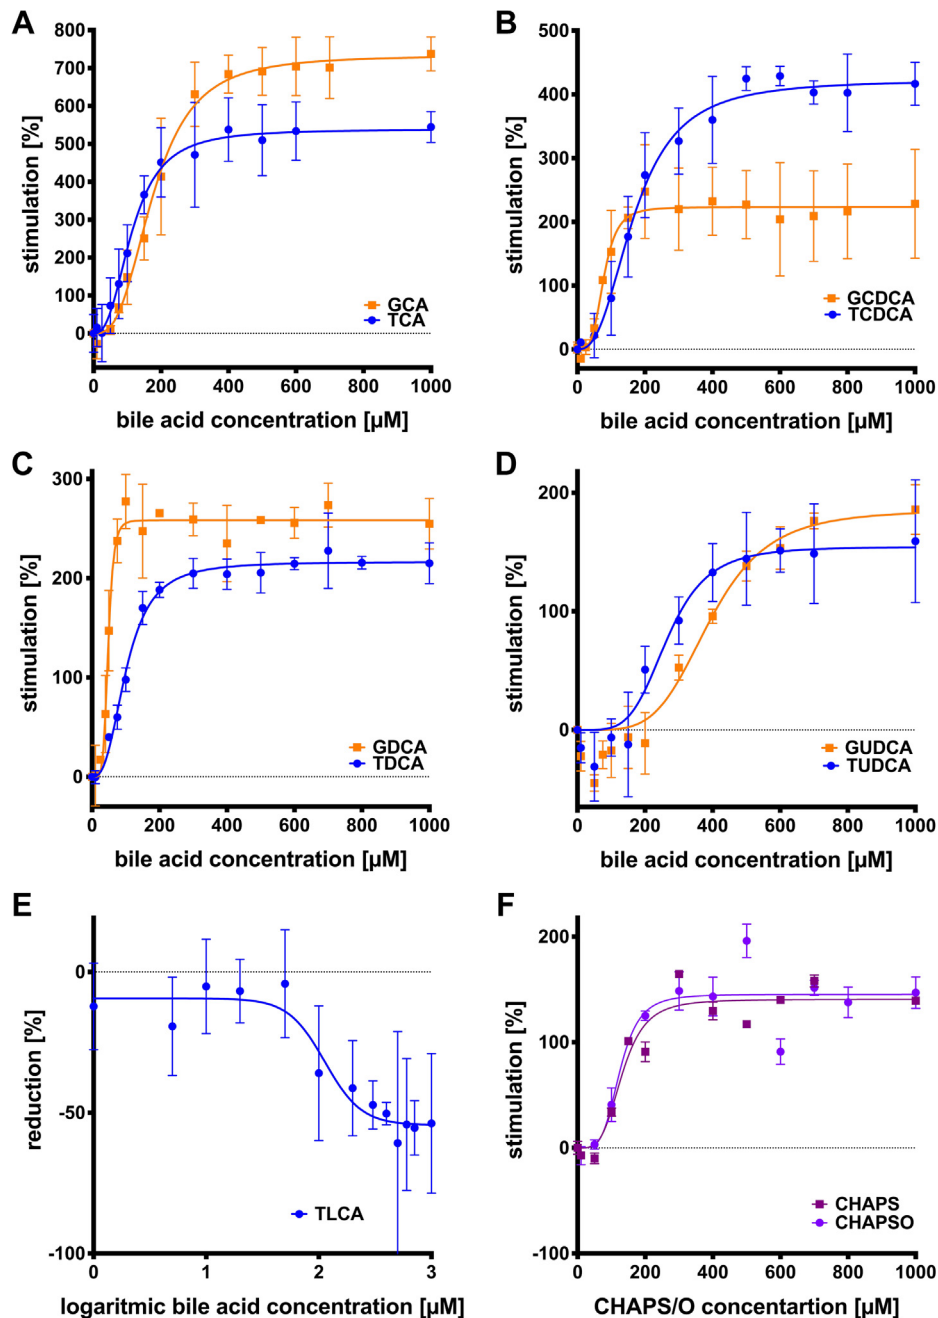 A
800
700
600
500
400
300
200
100
0
stimulation [%]
GCA
TCA
0 200 400 600 800 1000
bile acid concentration [µM]
B
500
400
300
200
100
0
stimulation [%]
GCDCA
TCDCA
0 200 400 600 800 1000
bile acid concentration [µM]
C
300
200
100
0
stimulation [%]
GDCA
TDCA
0 200 400 600 800 1000
bile acid concentration [µM]
D
200
100
0
stimulation [%]
GUDCA
TUDCA
0 200 400 600 800 1000
bile acid concentration [µM]
E
0
-50
-100
reduction [%]
TLCA
0 1 2 3
logaritmic bile acid concentration [µM]
F
200
100
0
-100
stimulation [%]
CHAPS
CHAPSO
0 200 400 600 800 1000
CHAPS/O concentartion [µM]